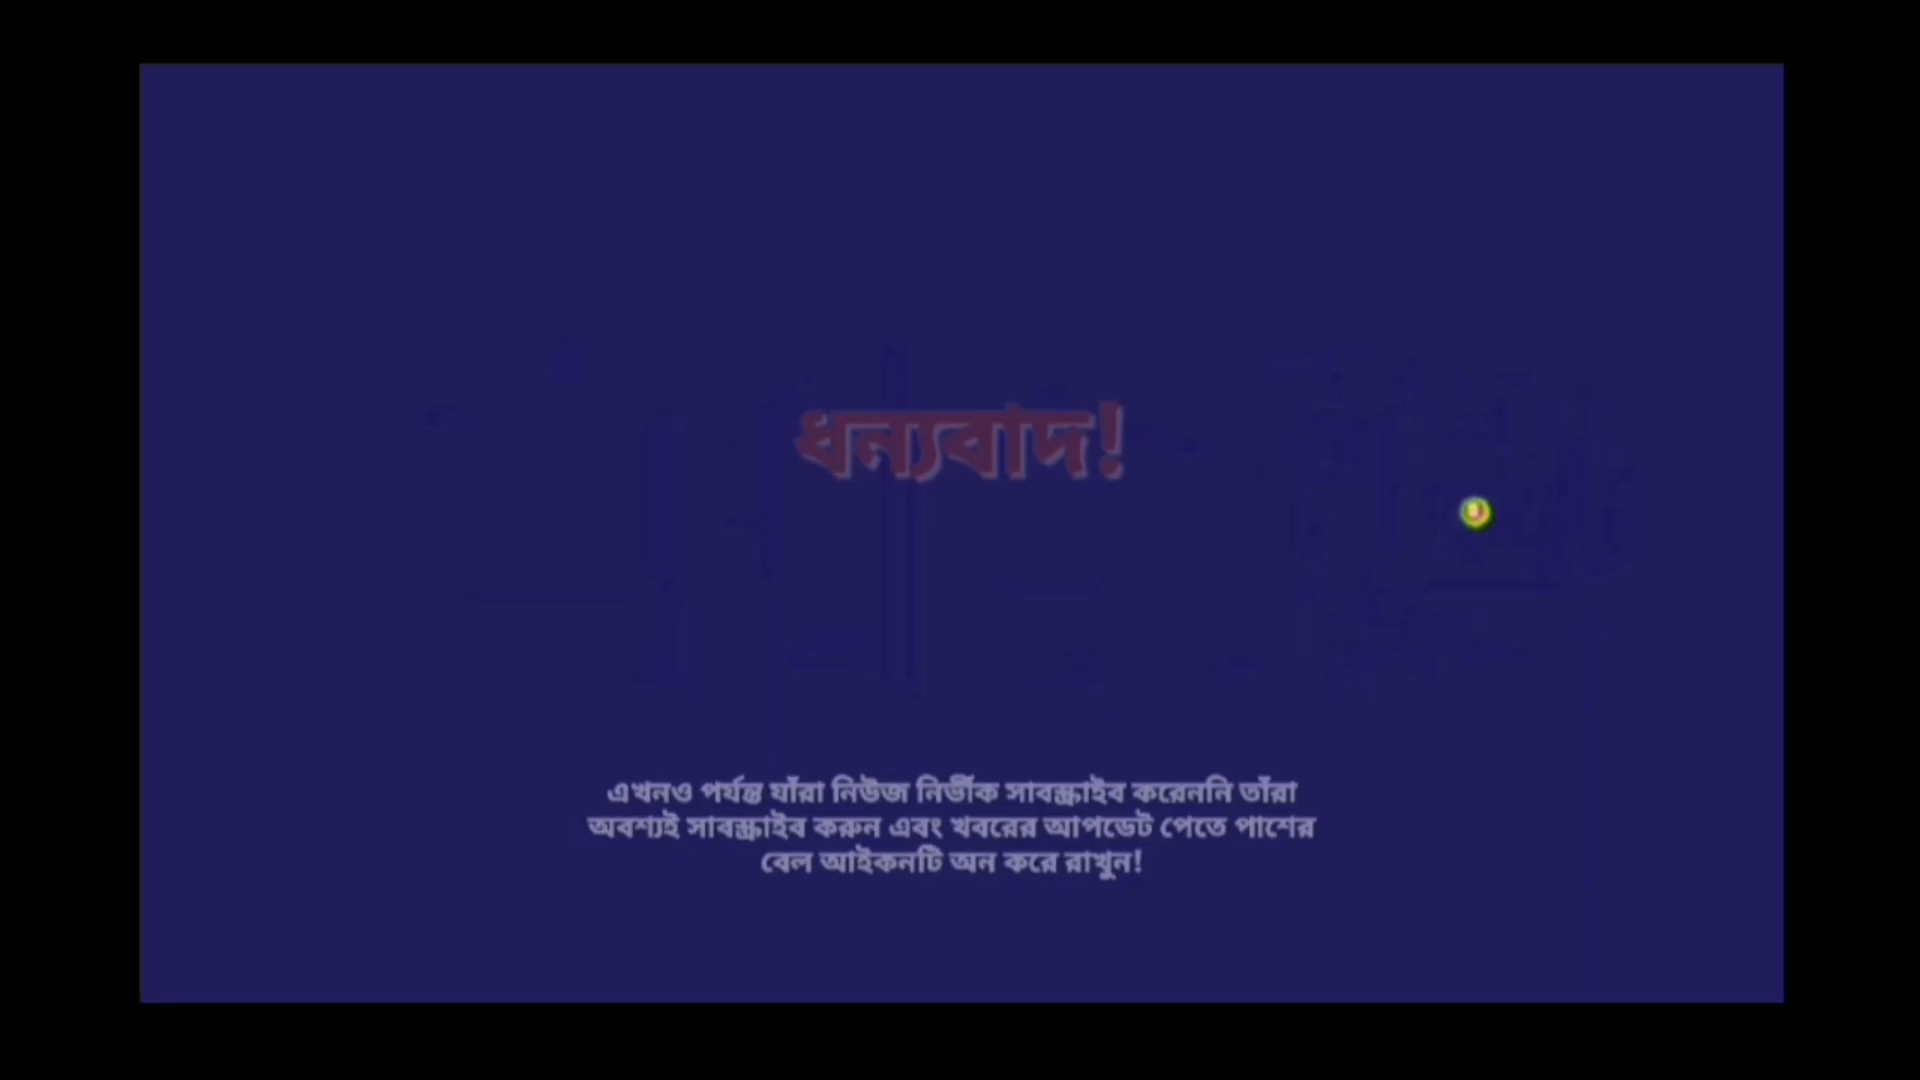 ধন্যবাদ!
এখনও পর্যন্ত যাঁরা নিউজ নির্ভীক সাবস্ক্রাইব করেননি তাঁরা
অবশ্যই সাবস্ক্রাইব করুন এবং খবরের আপডেট পেতে পাশের
বেল আইকনটি অন করে রাখুন!